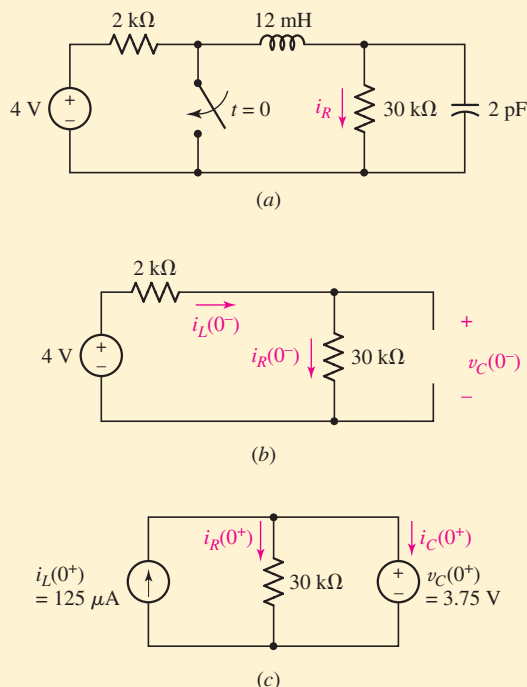 2 kΩ
12 mH
4 V
+
−
t = 0
i_R
30 kΩ
2 pF
(a)
2 kΩ
i_L(0⁻)
4 V
+
−
i_R(0⁻)
30 kΩ
+
v_C(0⁻)
−
(b)
i_L(0⁺)
= 125 μA
i_R(0⁺)
30 kΩ
i_C(0⁺)
+
−
v_C(0⁺)
= 3.75 V
(c)